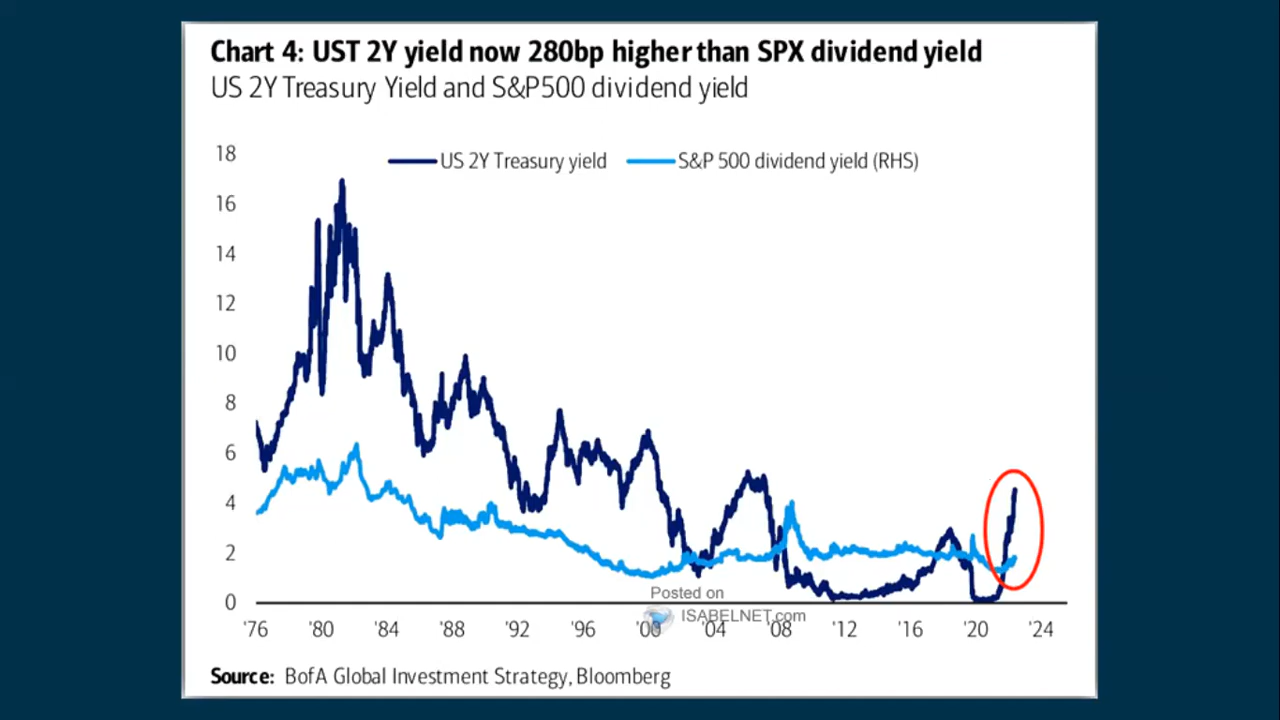 Chart 4: UST 2Y yield now 280bp higher than SPX dividend yield
US 2Y Treasury Yield and S&P500 dividend yield
US 2Y Treasury yield S&P 500 dividend yield (RHS)
18
16
14
12
10
8
6
4
2
0
Posted on
ISABELNET.com
'76 '80 '84 '88 '92 '96 '00 '04 '08 '12 '16 '20 '24
Source: BofA Global Investment Strategy, Bloomberg